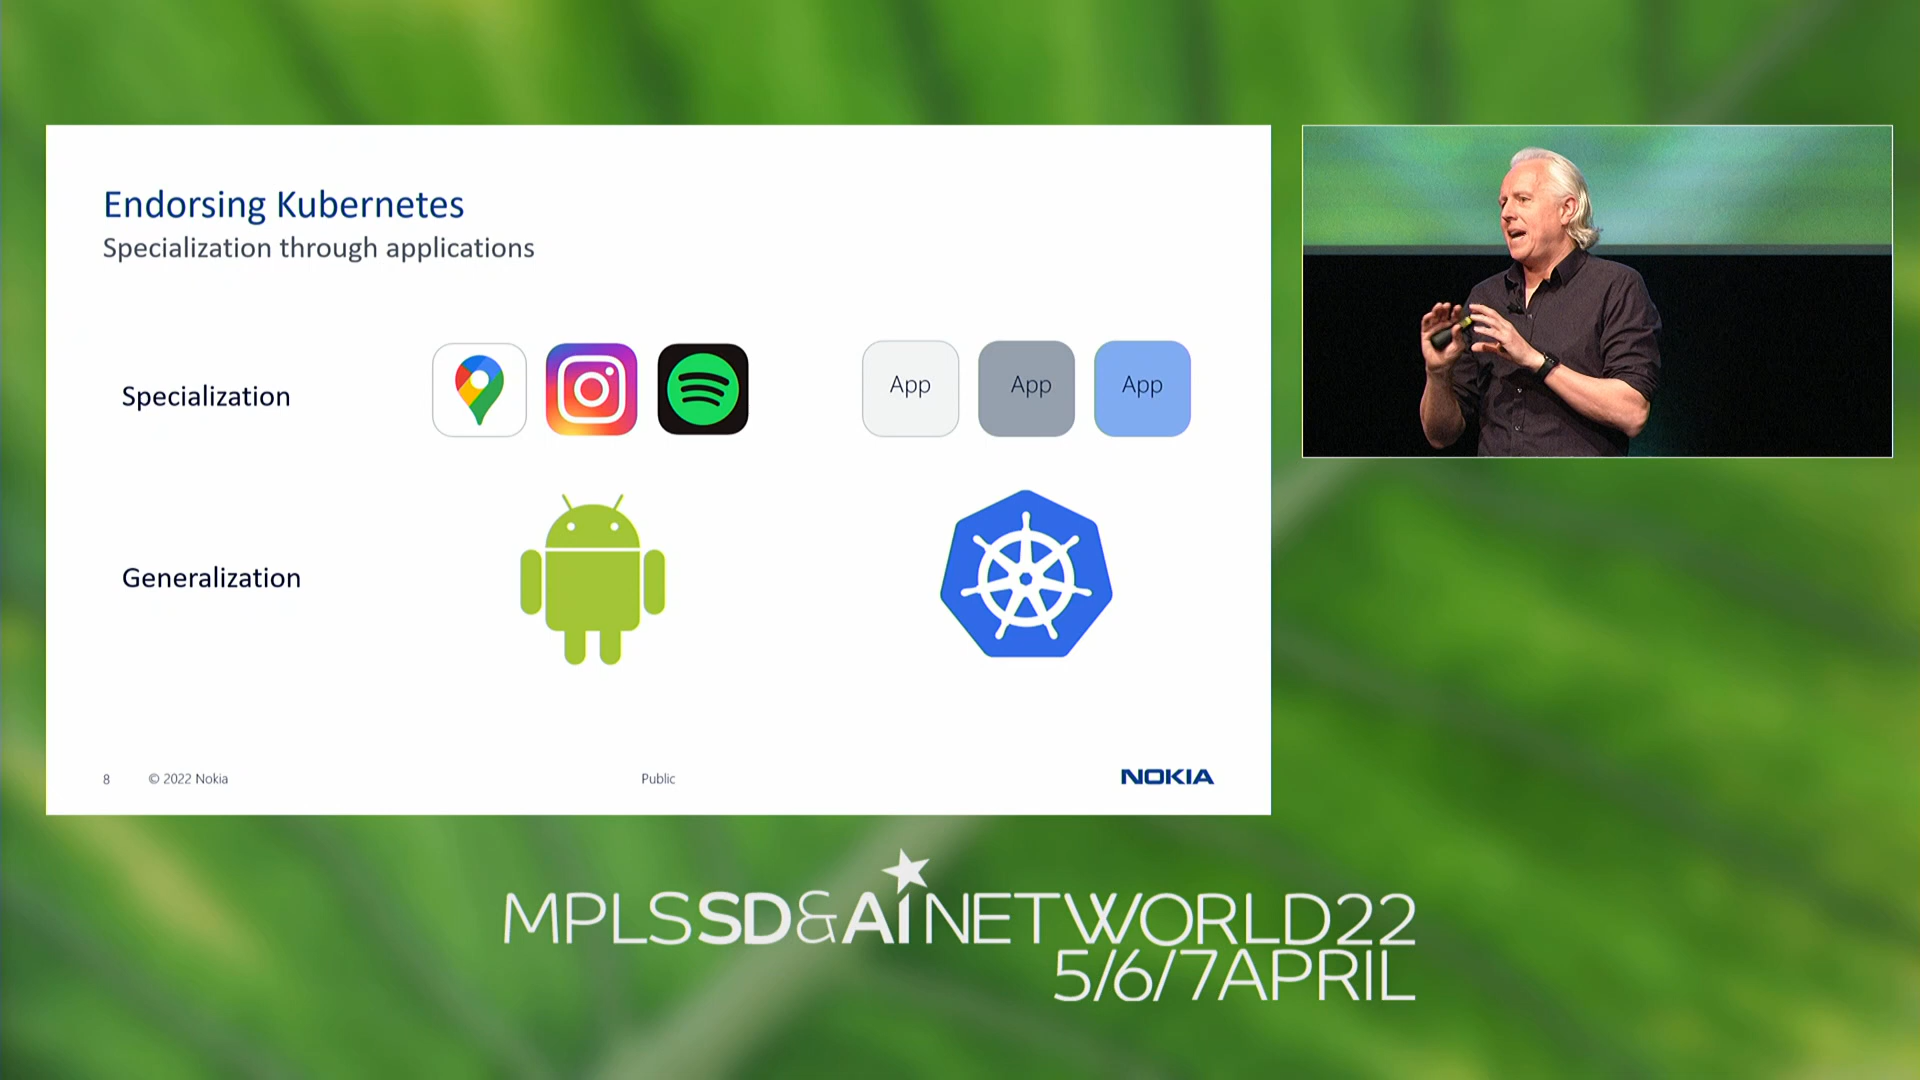 Endorsing Kubernetes
Specialization through applications
Specialization
App
App
App
Generalization
8
© 2022 Nokia
Public
NOKIA
MPLSSD&AINETWORLD22
5/6/7APRIL